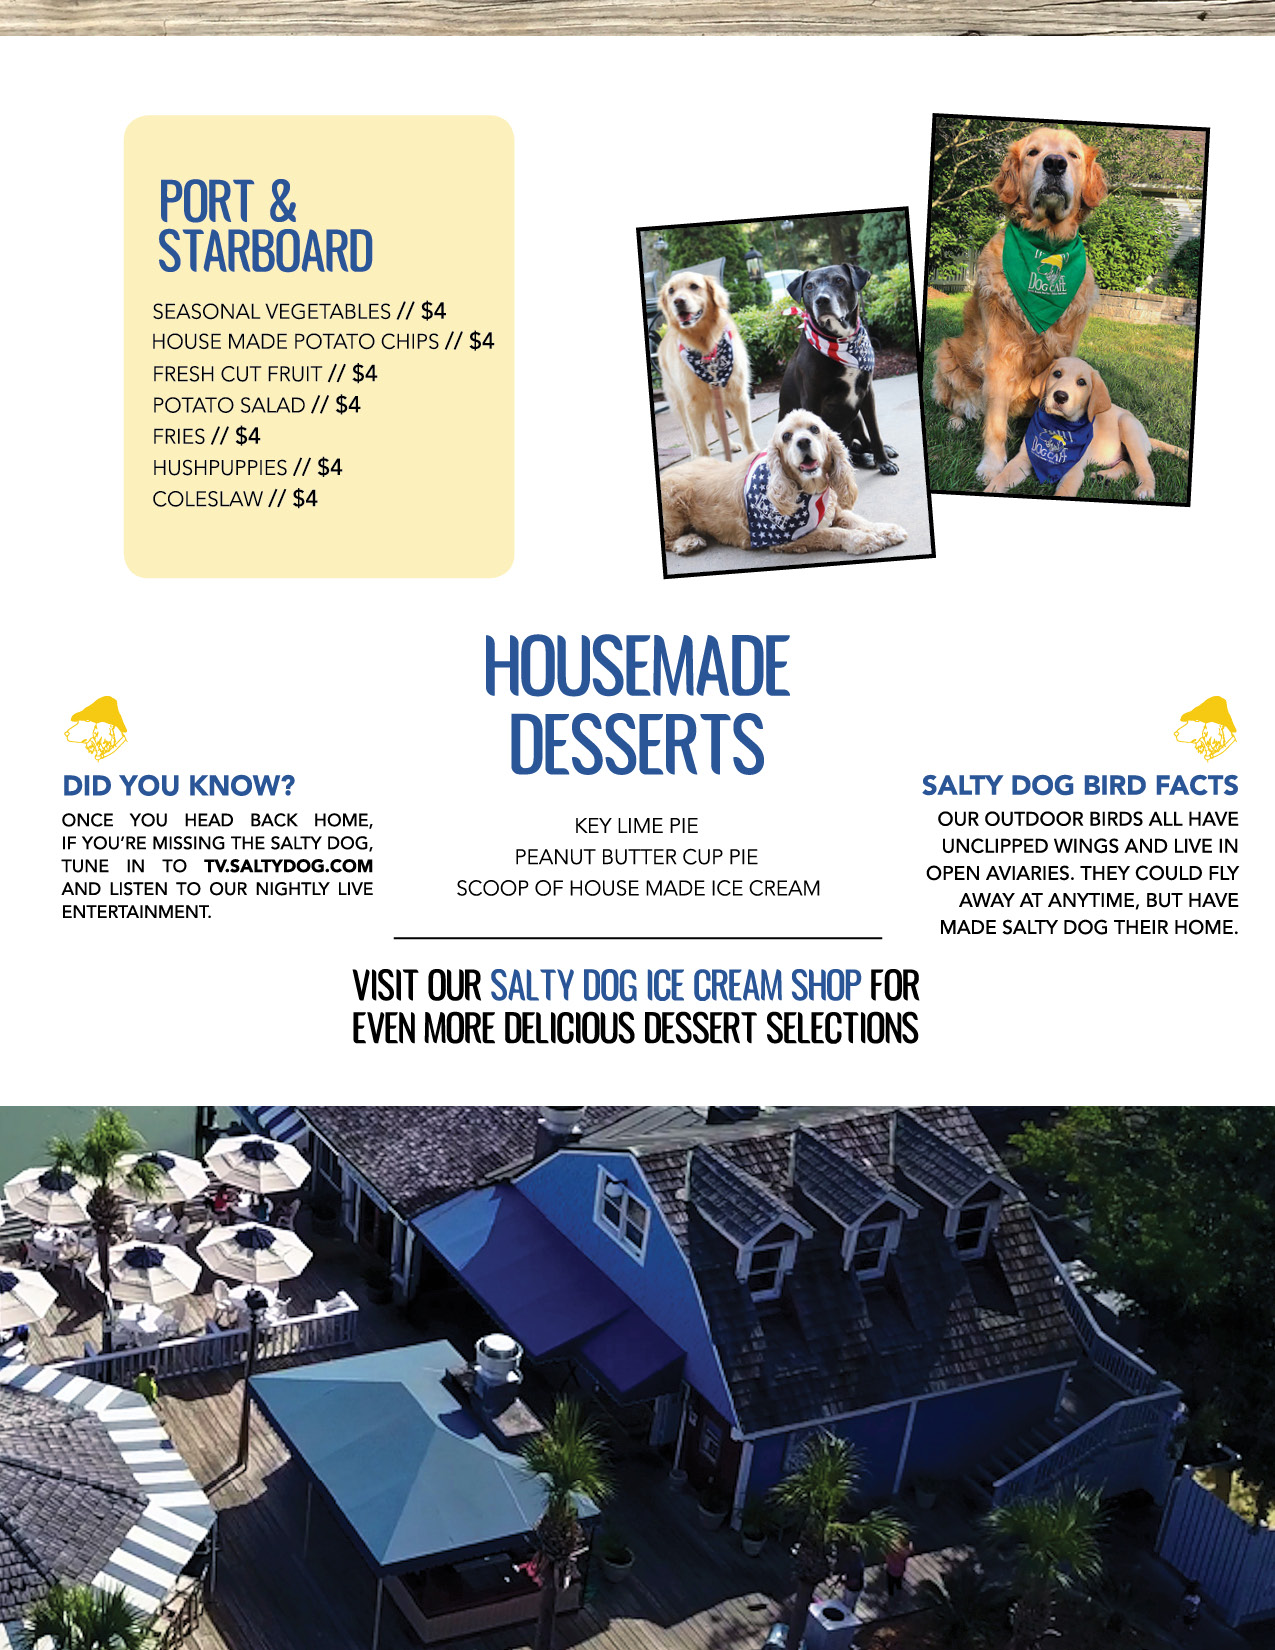 PORT &
STARBOARD
SEASONAL VEGETABLES // $4
HOUSE MADE POTATO CHIPS // $4
FRESH CUT FRUIT // $4
POTATO SALAD // $4
FRIES // $4
HUSHPUPPIES // $4
COLESLAW // $4
DOG CAFE
DOG CAFE
HOUSEMADE
DESSERTS
KEY LIME PIE
PEANUT BUTTER CUP PIE
SCOOP OF HOUSE MADE ICE CREAM
DID YOU KNOW?
ONCE YOU HEAD BACK HOME,
IF YOU'RE MISSING THE SALTY DOG,
TUNE IN TO TV.SALTYDOG.COM
AND LISTEN TO OUR NIGHTLY LIVE
ENTERTAINMENT.
SALTY DOG BIRD FACTS
OUR OUTDOOR BIRDS ALL HAVE
UNCLIPPED WINGS AND LIVE IN
OPEN AVIARIES. THEY COULD FLY
AWAY AT ANYTIME, BUT HAVE
MADE SALTY DOG THEIR HOME.
VISIT OUR SALTY DOG ICE CREAM SHOP FOR
EVEN MORE DELICIOUS DESSERT SELECTIONS